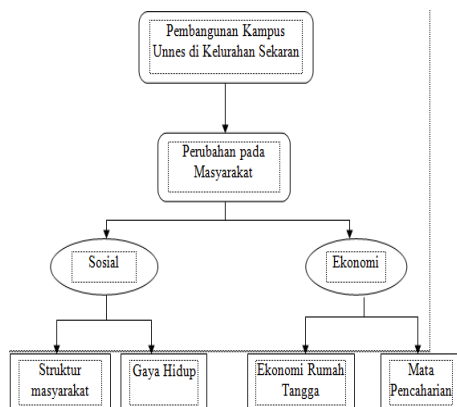 Pembangunan Kampus
Unnes di Kelurahan Sekaran
Perubahan pada
Masyarakat
Sosial
Ekonomi
Struktur
masyarakat
Gaya Hidup
Ekonomi Rumah
Tangga
Mata
Pencaharian